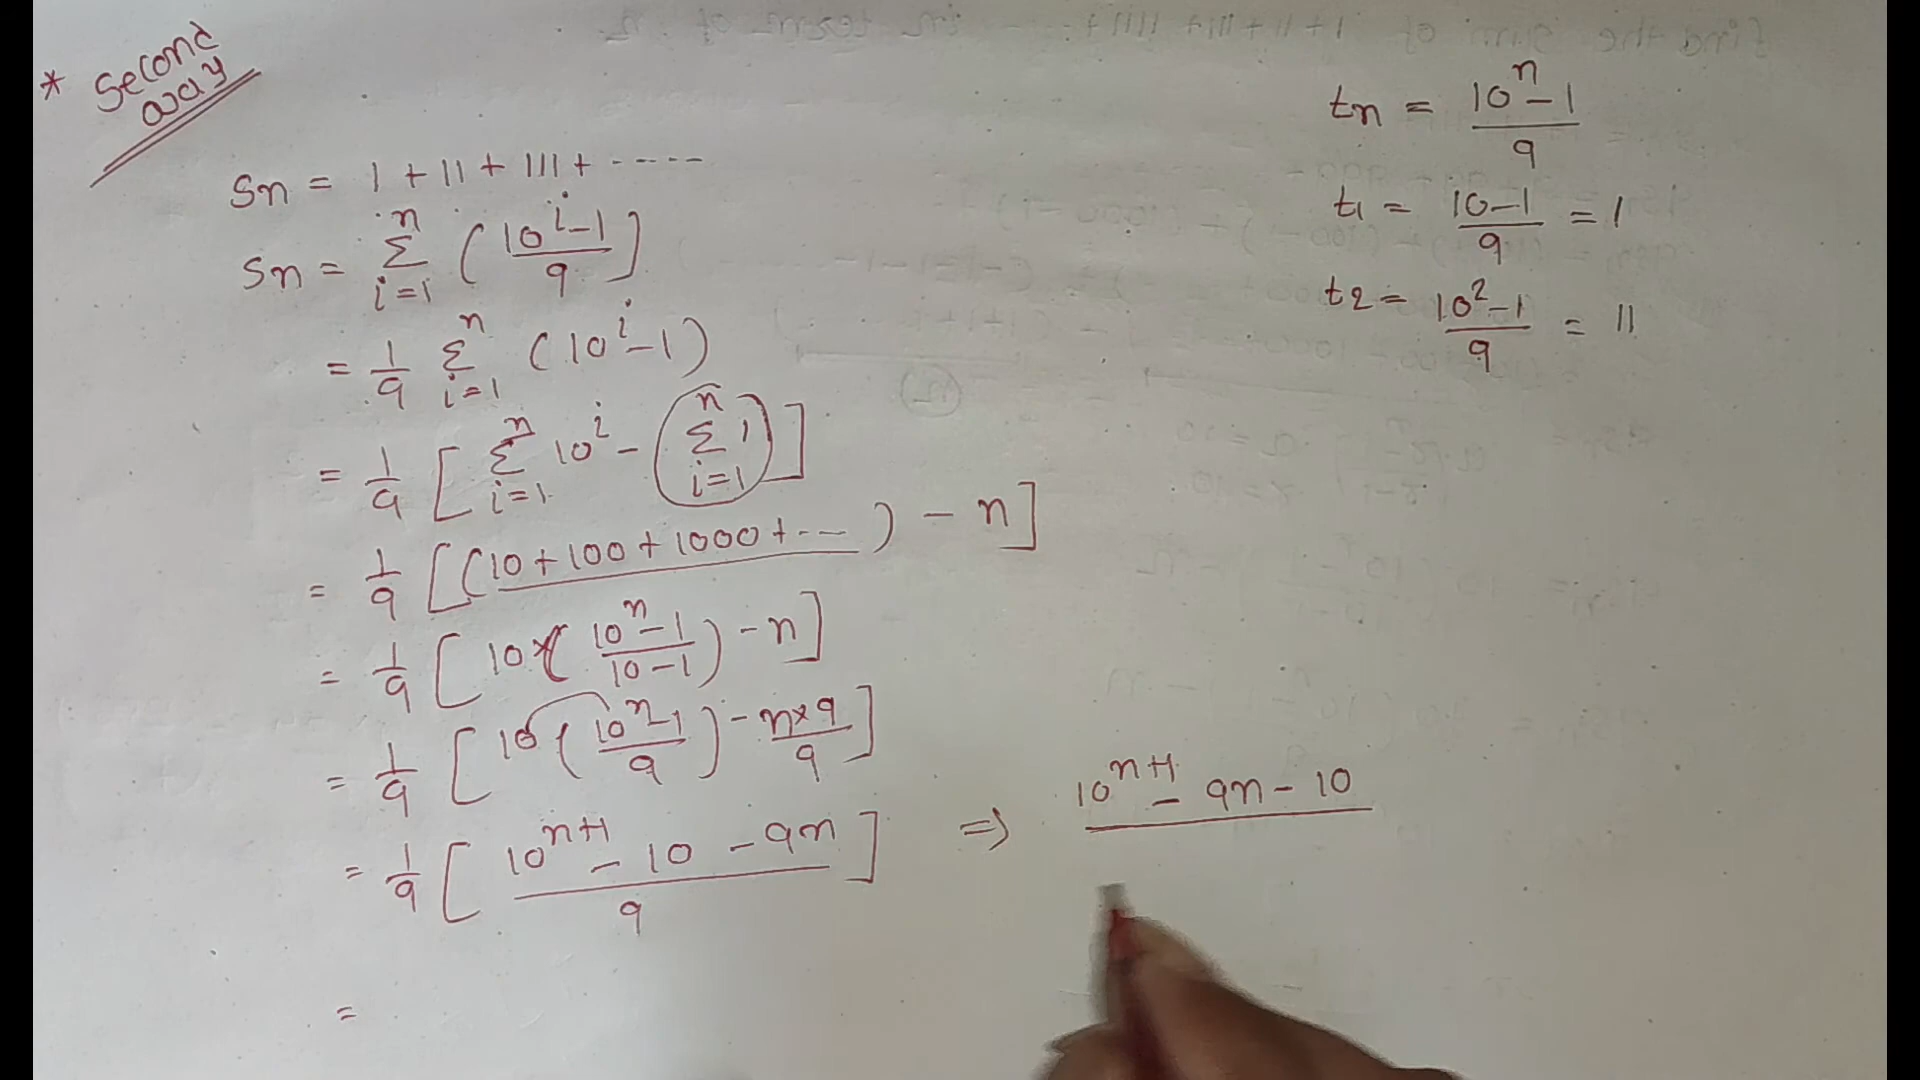 * Second way
Sn = 1 + 11 + 111 + -----
Sn = Σ_{i=1}^{n} (10^i - 1 / 9)
= 1/9 Σ_{i=1}^{n} (10^i - 1)
= 1/9 [Σ_{i=1}^{n} 10^i - Σ_{i=1}^{n} 1]
= 1/9 [(10 + 100 + 1000 + ---) - n]
= 1/9 [10 × (10^n - 1 / 10 - 1) - n]
= 1/9 [10 (10^n - 1 / 9) - n×9 / 9]
= 1/9 [10^{n+1} - 10 - 9n / 9] ⇒ 10^{n+1} - 9n - 10
=
tn = 10^n - 1 / 9
t1 = 10 - 1 / 9 = 1
t2 = 10^2 - 1 / 9 = 11